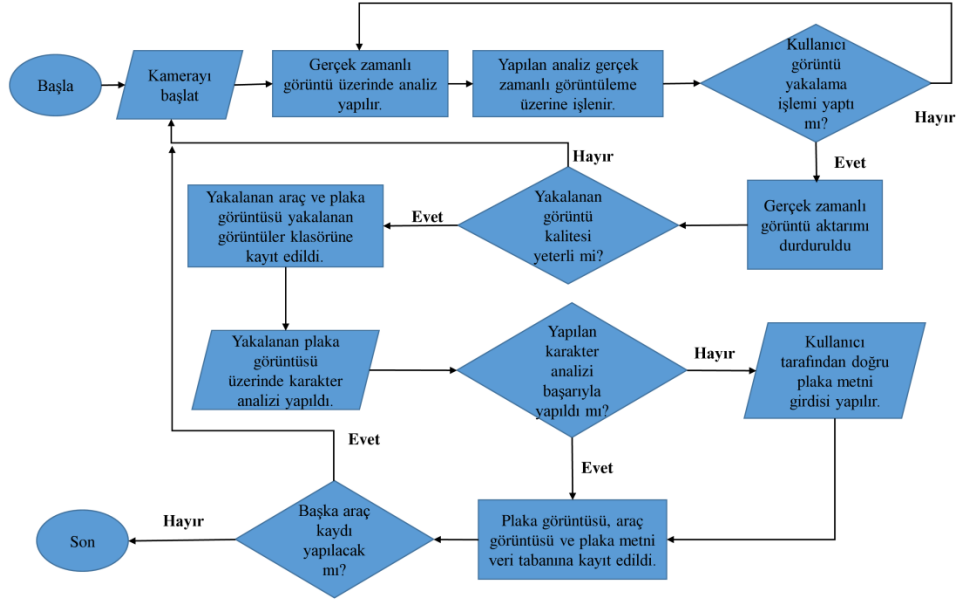 Başla
Kamerayı
başlat
Gerçek zamanlı
görüntü üzerinde analiz
yapılır.
Yapılan analiz gerçek
zamanlı görüntüleme
üzerine işlenir.
Kullanıcı
görüntü
yakalama
işlemi yaptı
mı?
Hayır
Evet
Gerçek zamanlı
görüntü aktarımı
durduruldu
Yakalanan
görüntü
kalitesi
yeterli mi?
Hayır
Evet
Yakalanan araç ve plaka
görüntüsü yakalanan
görüntüler klasörüne
kayıt edildi.
Yakalanan plaka
görüntüsü
üzerinde karakter
analizi yapıldı.
Yapılan
karakter
analizi
başarıyla
yapıldı mı?
Hayır
Kullanıcı
tarafından doğru
plaka metni
girdisi yapılır.
Evet
Plaka görüntüsü, araç
görüntüsü ve plaka metni
veri tabanına kayıt edildi.
Başka araç
kaydı
yapılacak
mı?
Evet
Hayır
Son